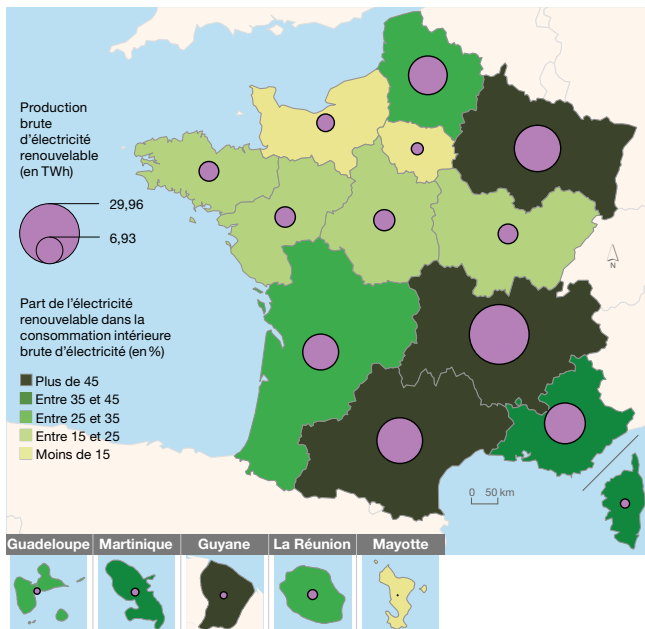 Production
brute
d'électricité
renouvelable
(en TWh)
29,96
6,93
Part de l'électricité
renouvelable dans la
consommation intérieure
brute d'électricité (en %)
Plus de 45
Entre 35 et 45
Entre 25 et 35
Entre 15 et 25
Moins de 15
N
0 50 km
Guadeloupe
Martinique
Guyane
La Réunion
Mayotte